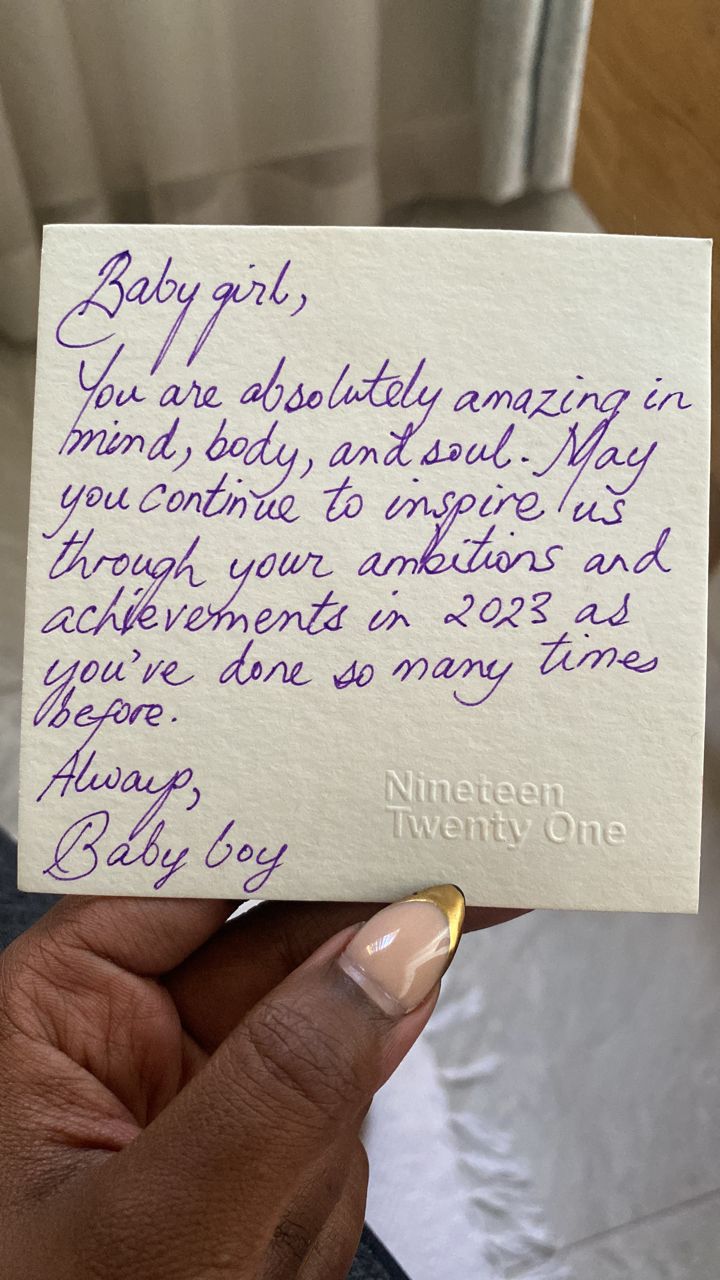 Baby girl,
You are absolutely amazing in
mind, body, and soul. May
you continue to inspire us
through your ambitions and
achievements in 2023 as
you've done so many times
before.
Always,
Baby boy
Nineteen
Twenty One